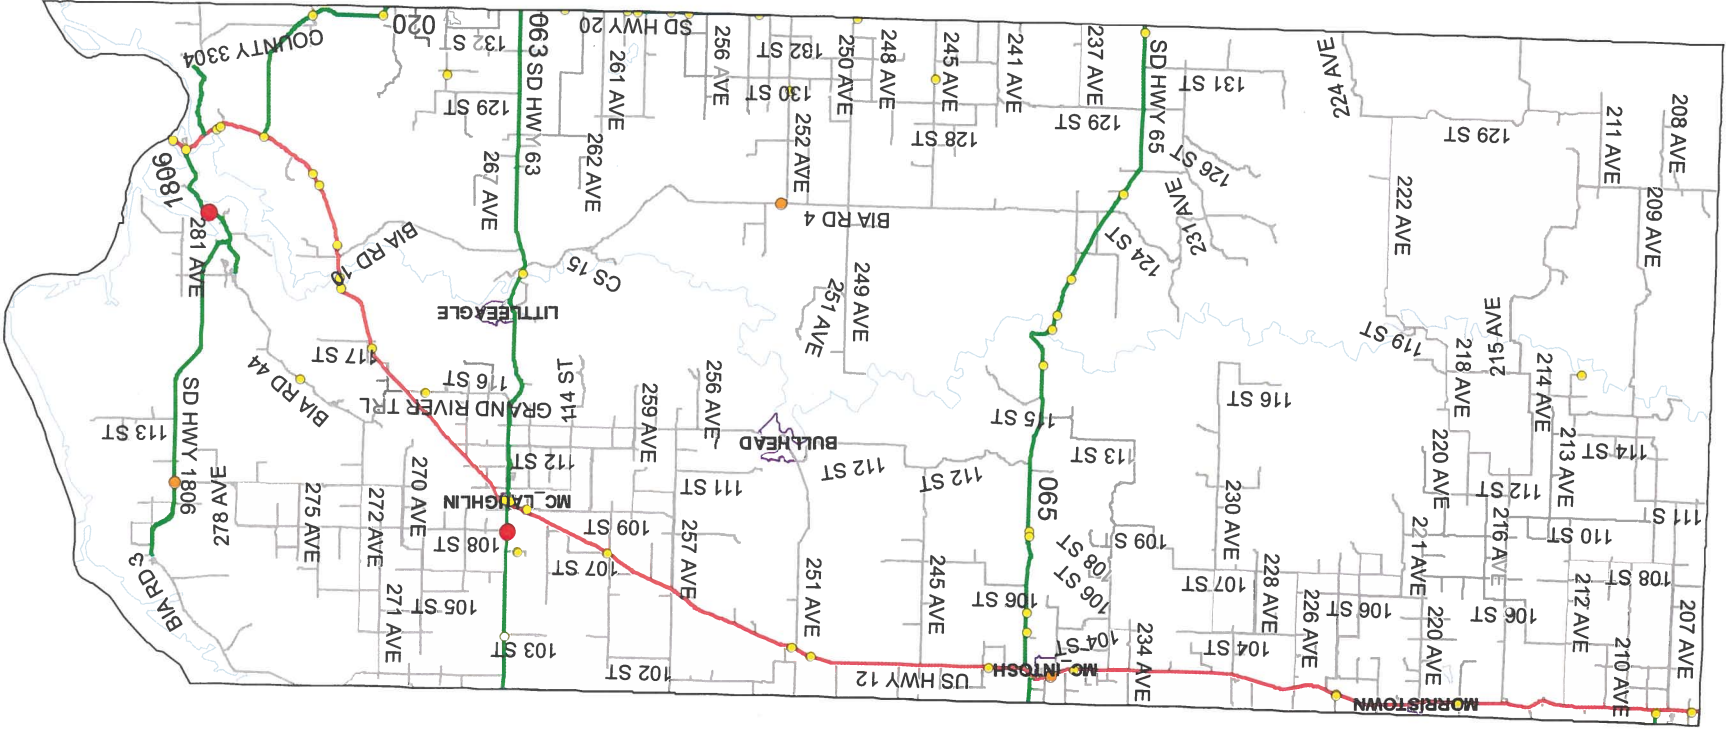 COUNTY 3304
020
132 ST
063 SD HWY 63
SD HWY 20
261 AVE
256 AVE
132 ST
250 AVE
248 AVE
245 AVE
241 AVE
237 AVE
SD HWY 65
131 ST
224 AVE
211 AVE
208 AVE
129 ST
130 ST
128 ST
129 ST
129 ST
126 ST
1806
267 AVE
262 AVE
252 AVE
231 AVE
222 AVE
209 AVE
281 AVE
BIA RD 10
CS 15
BIA RD 4
124 ST
249 AVE
251 AVE
LITTLEEAGLE
117 ST
116 ST
114 ST
119 ST
215 AVE
218 AVE
214 AVE
BIA RD 44
GRAND RIVER TRL
259 AVE
256 AVE
115 ST
116 ST
113 ST
SD HWY 1806
BULLHEAD
112 ST
112 ST
112 ST
113 ST
220 AVE
213 AVE
114 ST
278 AVE
275 AVE
272 AVE
270 AVE
MC_LAUGHLIN
111 ST
065
230 AVE
112 ST
216 AVE
111 S
108 ST
109 ST
109 S
110 ST
BIA RD 3
107 ST
257 AVE
108 ST
106 ST
107 ST
221 AVE
108 ST
271 AVE
105 ST
251 AVE
245 AVE
106 ST
228 AVE
226 AVE
106 ST
106 ST
212 AVE
207 AVE
103 ST
102 ST
104 ST
234 AVE
104 ST
220 AVE
210 AVE
US HWY 12
MC_INTOSH
MORRISTOWN